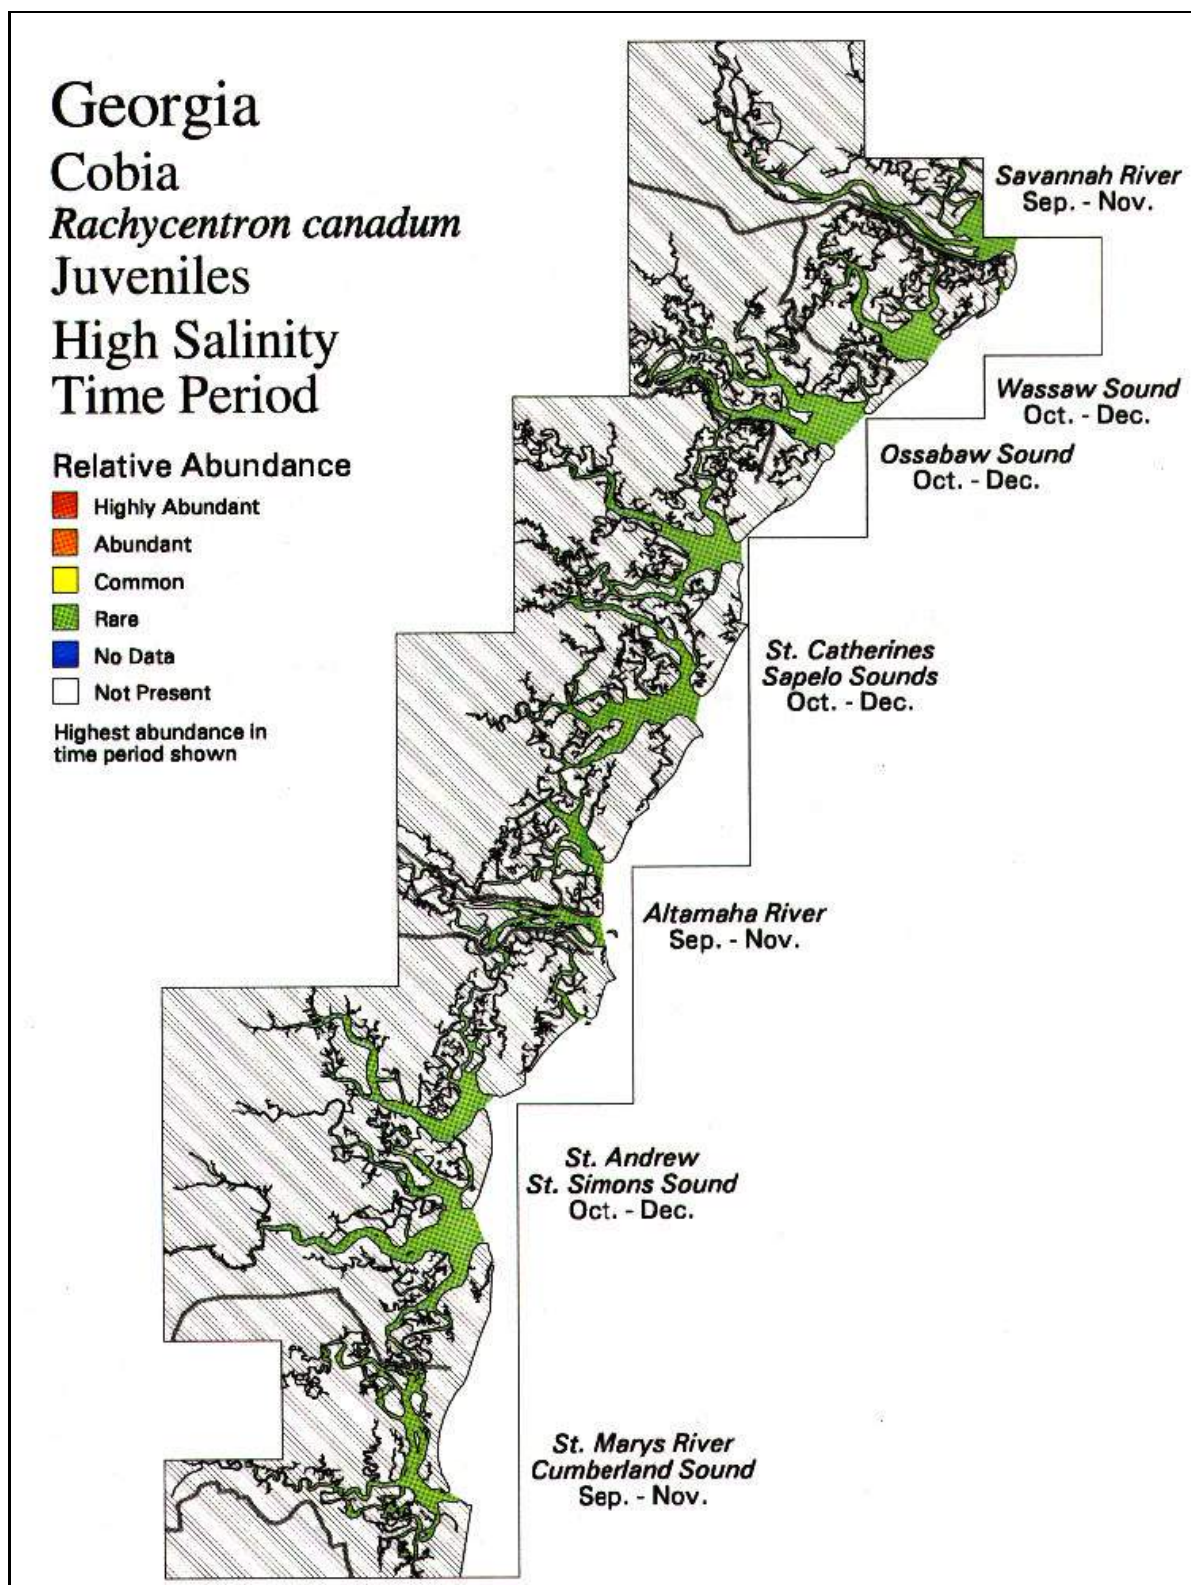 Georgia
Cobia
Rachycentron canadum
Juveniles
High Salinity
Time Period
Relative Abundance
Highly Abundant
Abundant
Common
Rare
No Data
Not Present
Highest abundance in
time period shown
Savannah River
Sep. - Nov.
Wassaw Sound
Oct. - Dec.
Ossabaw Sound
Oct. - Dec.
St. Catherines
Sapelo Sounds
Oct. - Dec.
Altamaha River
Sep. - Nov.
St. Andrew
St. Simons Sound
Oct. - Dec.
St. Marys River
Cumberland Sound
Sep. - Nov.